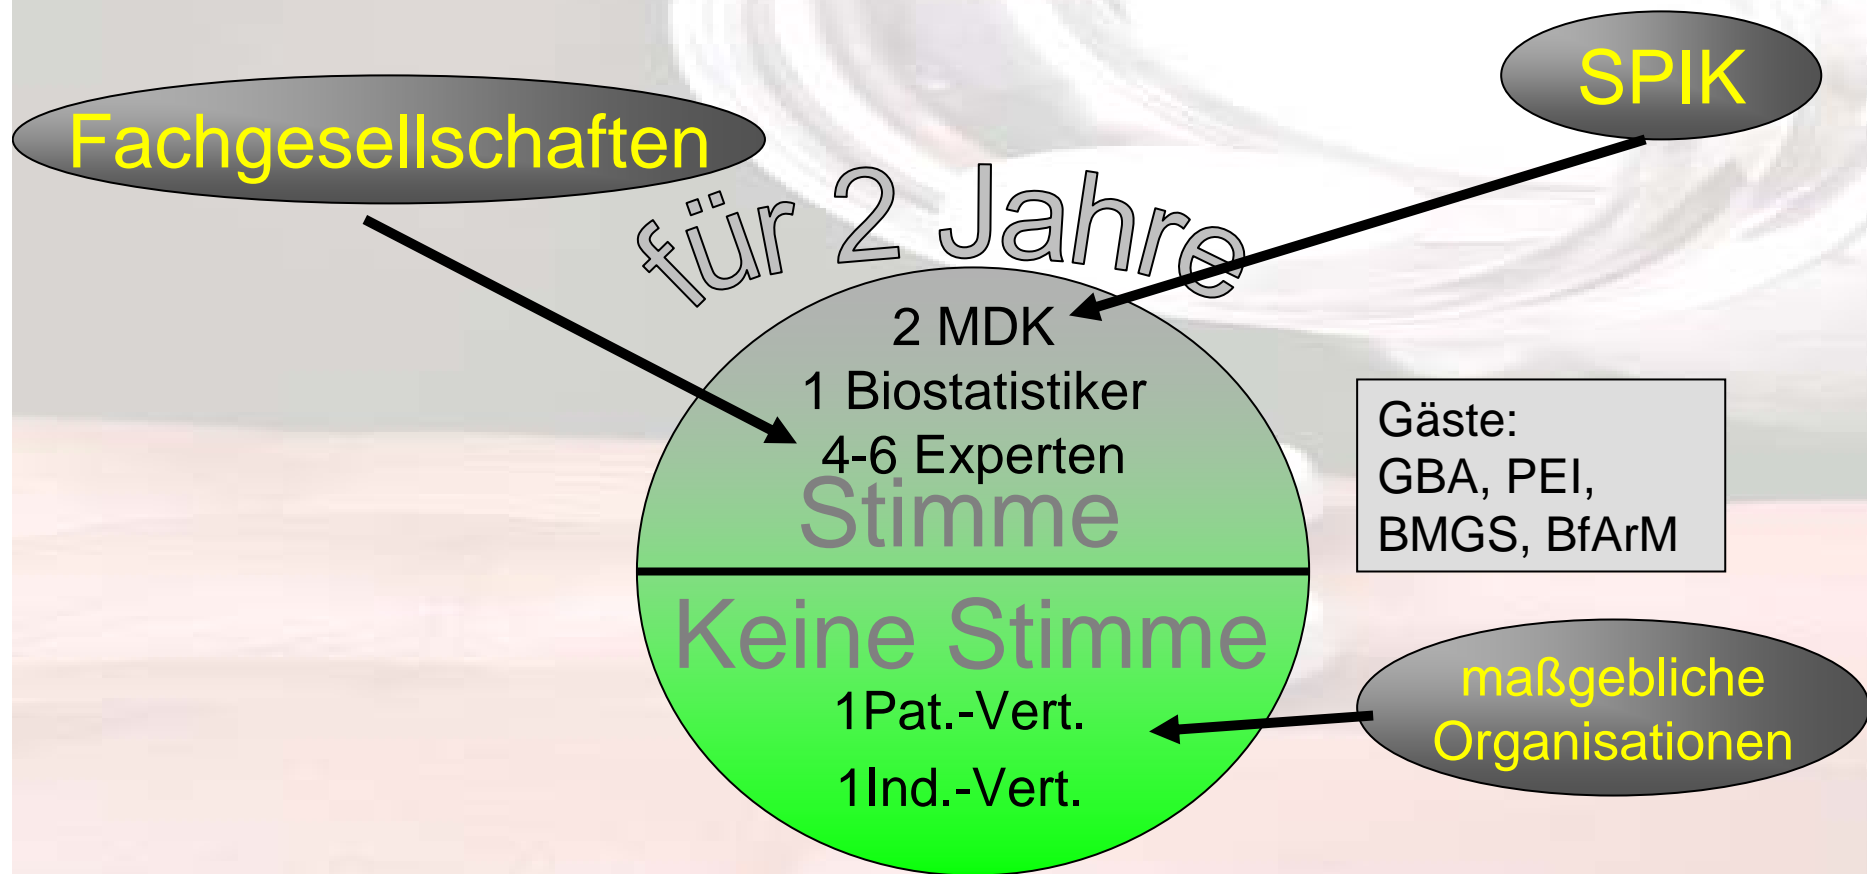 SPIK
Fachgesellschaften
für 2 Jahre
2 MDK
1 Biostatistiker
4-6 Experten
Stimme
Keine Stimme
1Pat.-Vert.
1Ind.-Vert.
Gäste:
GBA, PEI,
BMGS, BfArM
maßgebliche
Organisationen